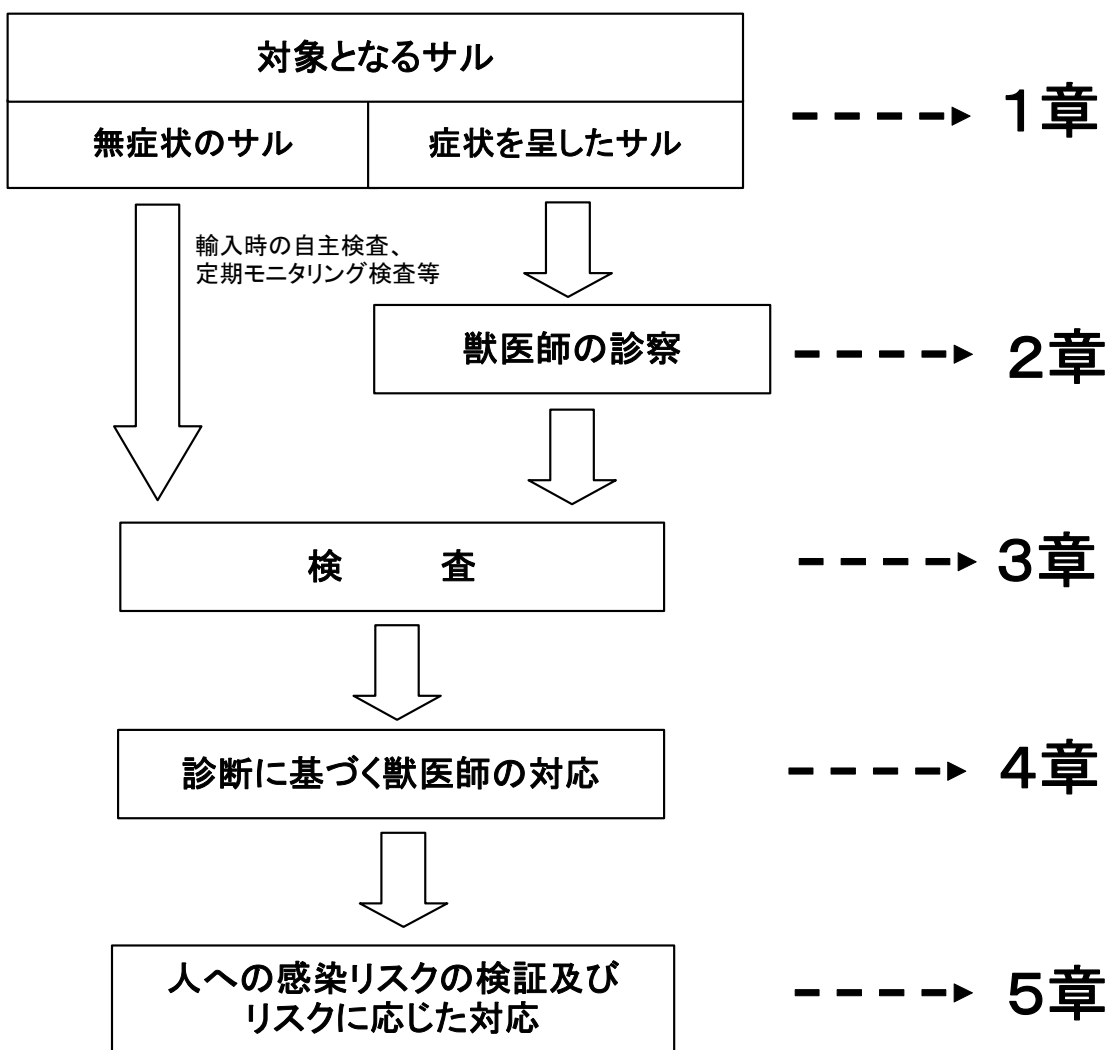 対象となるサル
無症状のサル
症状を呈したサル
1章
輸入時の自主検査、
定期モニタリング検査等
獣医師の診察
2章
検　　　査
3章
診断に基づく獣医師の対応
4章
人への感染リスクの検証及び
リスクに応じた対応
5章